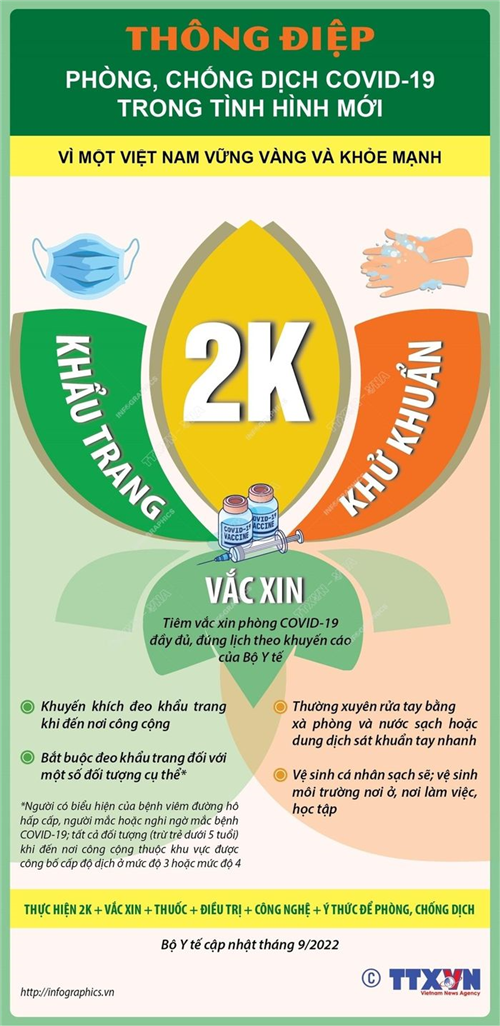 THÔNG ĐIỆP
PHÒNG, CHỐNG DỊCH COVID-19
TRONG TÌNH HÌNH MỚI
VÌ MỘT VIỆT NAM VỮNG VÀNG VÀ KHỎE MẠNH
2K
KHẨU TRANG
KHỬ KHUẨN
COVID-19
VACCINE
COVID-19
VACCINE
VẮC XIN
Tiêm vắc xin phòng COVID-19
đầy đủ, đúng lịch theo khuyến cáo
của Bộ Y tế
Khuyến khích đeo khẩu trang
khi đến nơi công cộng
Bắt buộc đeo khẩu trang đối với
một số đối tượng cụ thể*
*Người có biểu hiện của bệnh viêm đường hô
hấp cấp, người mắc hoặc nghi ngờ mắc bệnh
COVID-19; tất cả đối tượng (trừ trẻ dưới 5 tuổi)
khi đến nơi công cộng thuộc khu vực được
công bố cấp độ dịch ở mức độ 3 hoặc mức độ 4
Thường xuyên rửa tay bằng
xà phòng và nước sạch hoặc
dung dịch sát khuẩn tay nhanh
Vệ sinh cá nhân sạch sẽ; vệ sinh
môi trường nơi ở, nơi làm việc,
học tập
THỰC HIỆN 2K + VẮC XIN + THUỐC + ĐIỀU TRỊ + CÔNG NGHỆ + Ý THỨC ĐỂ PHÒNG, CHỐNG DỊCH
Bộ Y tế cập nhật tháng 9/2022
http://infographics.vn
© TTXVN
Vietnam News Agency